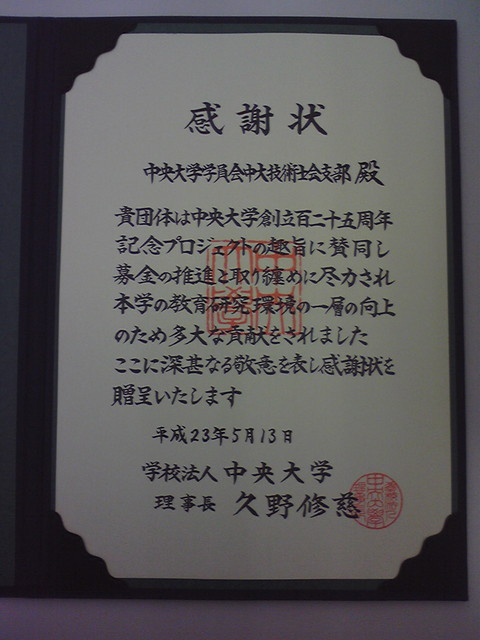 感謝状
中央大学学員会中大技術士会支部 殿
貴団体は中央大学創立百二十五周年
記念プロジェクトの趣旨に賛同し
募金の推進と取り纏めに尽力され
本学の教育研究環境の一層の向上
のため多大な貢献をされました
ここに深甚なる敬意を表し感謝状を
贈呈いたします
平成23年5月13日
学校法人 中央大学
理事長 久野修慈